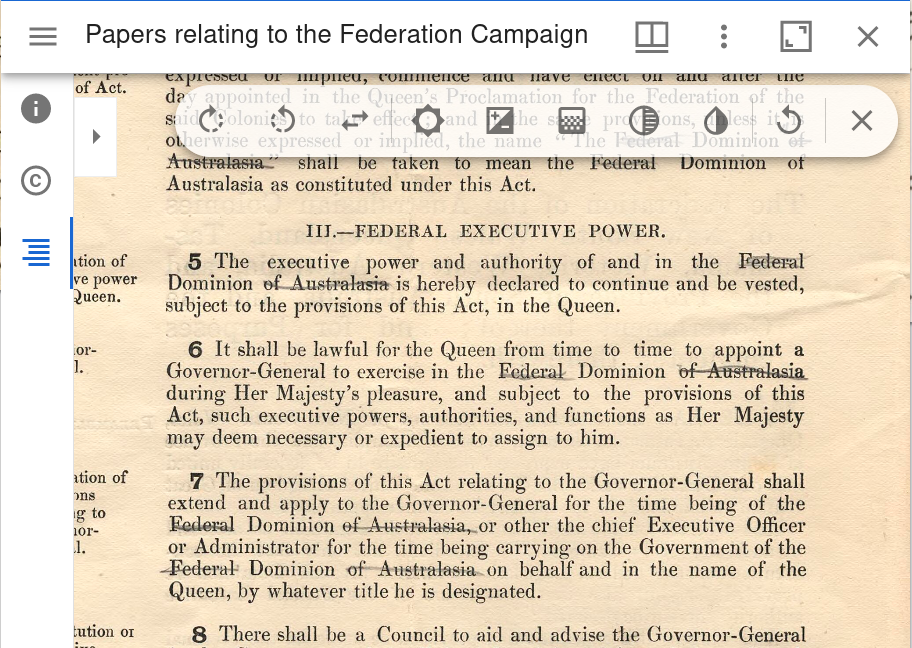 Papers relating to the Federation Campaign
of Act.
expressed or implied, commence and have effect on and after the
day appointed in the Queen's Proclamation for the Federation of the
said Colonies to take effect; and the same provisions, unless it is
otherwise expressed or implied, the name "The Federal Dominion of
Australasia" shall be taken to mean the Federal Dominion of
Australasia as constituted under this Act.
III.—FEDERAL EXECUTIVE POWER.
ation of
ve power
Queen.
5 The executive power and authority of and in the Federal
Dominion of Australasia is hereby declared to continue and be vested,
subject to the provisions of this Act, in the Queen.
or-
l.
6 It shall be lawful for the Queen from time to time to appoint a
Governor-General to exercise in the Federal Dominion of Australasia
during Her Majesty's pleasure, and subject to the provisions of this
Act, such executive powers, authorities, and functions as Her Majesty
may deem necessary or expedient to assign to him.
ation of
ons
g to
nor-
l.
7 The provisions of this Act relating to the Governor-General shall
extend and apply to the Governor-General for the time being of the
Federal Dominion of Australasia, or other the chief Executive Officer
or Administrator for the time being carrying on the Government of the
Federal Dominion of Australasia on behalf and in the name of the
Queen, by whatever title he is designated.
tution or
8 There shall be a Council to aid and advise the Governor-General